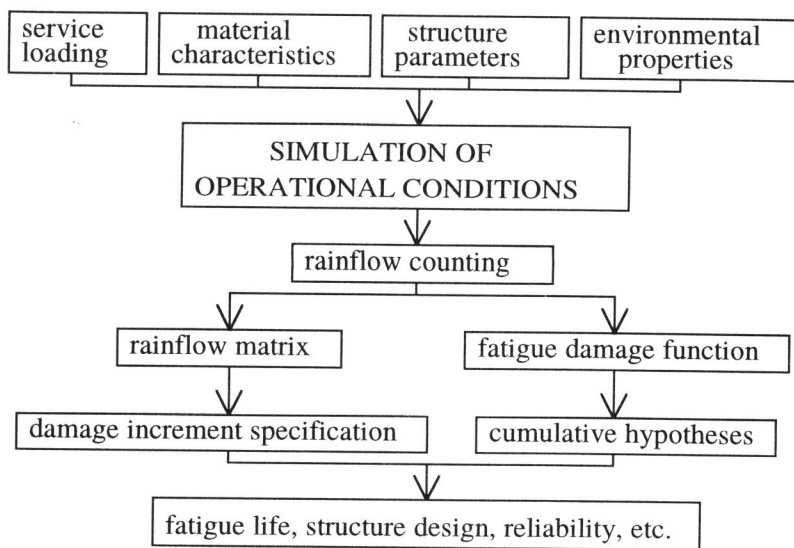 service
loading
material
characteristics
structure
parameters
environmental
properties
SIMULATION OF
OPERATIONAL CONDITIONS
rainflow counting
rainflow matrix
fatigue damage function
damage increment specification
cumulative hypotheses
fatigue life, structure design, reliability, etc.